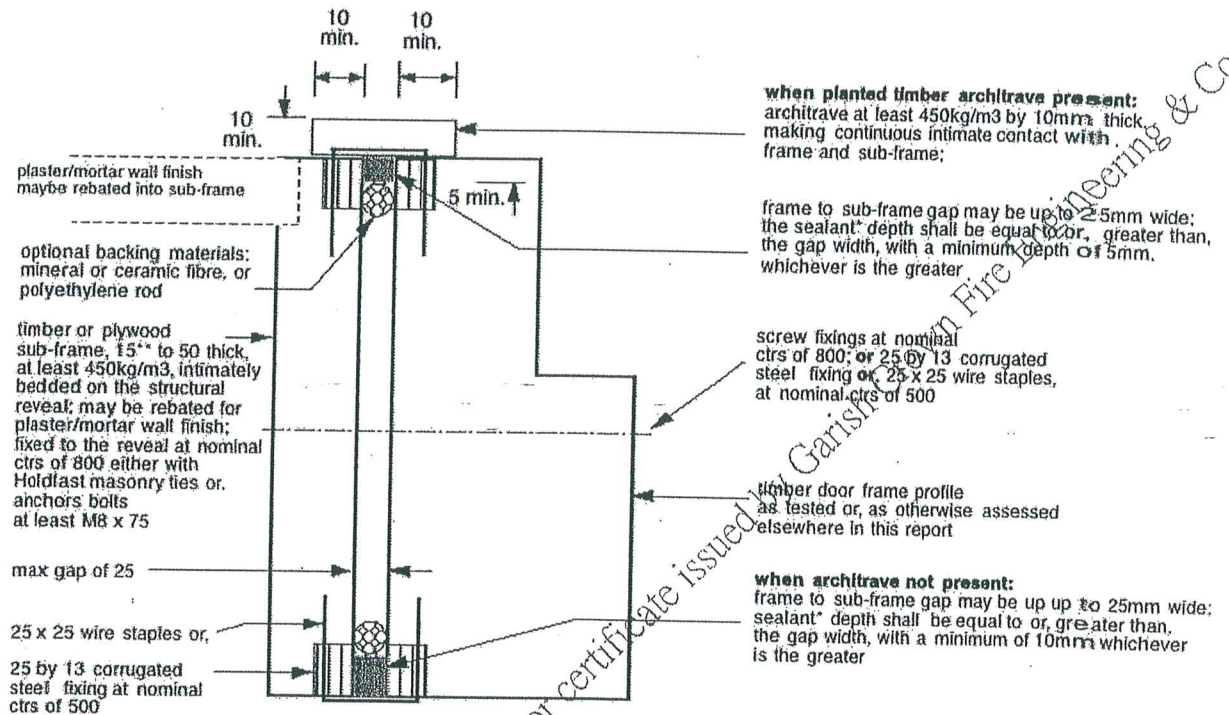 10
min.
10
min.
10
min.
plaster/mortar wall finish
maybe rebated into sub-frame
5 min.
optional backing materials:
mineral or ceramic fibre, or
polyethylene rod
timber or plywood
sub-frame, 15** to 50 thick,
at least 450kg/m3, intimately
bedded on the structural
reveal; may be rebated for
plaster/mortar wall finish;
fixed to the reveal at nominal
ctrs of 800 either with
Holdfast masonry ties or,
anchors bolts
at least M8 x 75
max gap of 25
25 x 25 wire staples or,
25 by 13 corrugated
steel fixing at nominal
ctrs of 500
when planted timber architrave present:
architrave at least 450kg/m3 by 10mm thick,
making continuous intimate contact with
frame and sub-frame;
frame to sub-frame gap may be up to 25mm wide;
the sealant* depth shall be equal to or, greater than,
the gap width, with a minimum depth of 5mm,
whichever is the greater
screw fixings at nominal
ctrs of 800; or 25 by 13 corrugated
steel fixing or, 25 x 25 wire staples,
at nominal ctrs of 500
timber door frame profile
as tested or, as otherwise assessed
elsewhere in this report
when architrave not present:
frame to sub-frame gap may be up up to 25mm wide;
sealant* depth shall be equal to or, greater than,
the gap width, with a minimum of 10mm whichever
is the greater
er certificate issued by Garish Crown Fire Engineering & Co